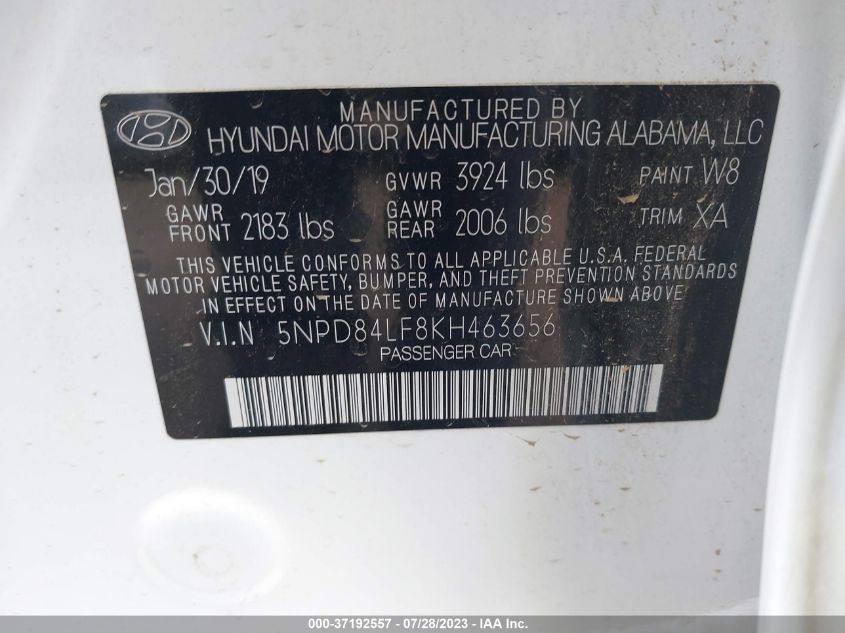 MANUFACTURED BY
HYUNDAI MOTOR MANUFACTURING ALABAMA, LLC
Jan/30/19 GVWR 3924 lbs PAINT W8
GAWR FRONT 2183 lbs GAWR REAR 2006 lbs TRIM XA
THIS VEHICLE CONFORMS TO ALL APPLICABLE U.S.A. FEDERAL
MOTOR VEHICLE SAFETY, BUMPER, AND THEFT PREVENTION STANDARDS
IN EFFECT ON THE DATE OF MANUFACTURE SHOWN ABOVE
V.I.N 5NPD84LF8KH463656
PASSENGER CAR
000-37192557 - 07/28/2023 - IAA Inc.